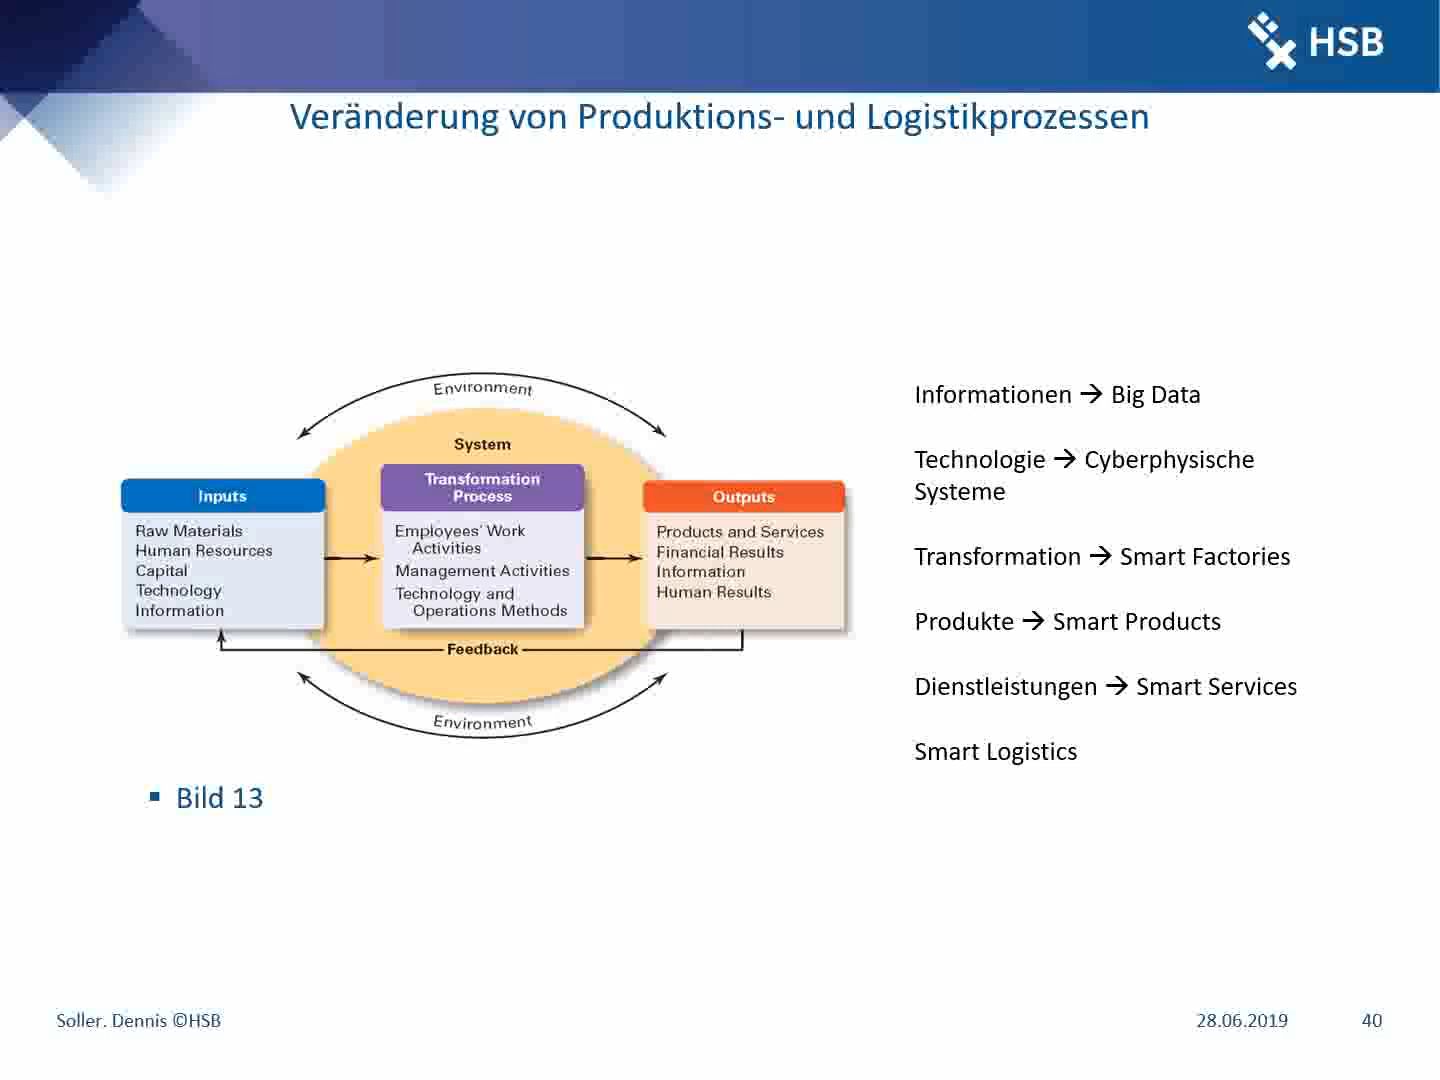 HSB
Veränderung von Produktions- und Logistikprozessen
Environment
System
Inputs
Raw Materials
Human Resources
Capital
Technology
Information
Transformation
Process
Employees' Work
Activities
Management Activities
Technology and
Operations Methods
Outputs
Products and Services
Financial Results
Information
Human Results
Feedback
Environment
Informationen → Big Data
Technologie → Cyberphysische
Systeme
Transformation → Smart Factories
Produkte → Smart Products
Dienstleistungen → Smart Services
Smart Logistics
▪ Bild 13
Soller. Dennis ©HSB
28.06.2019
40